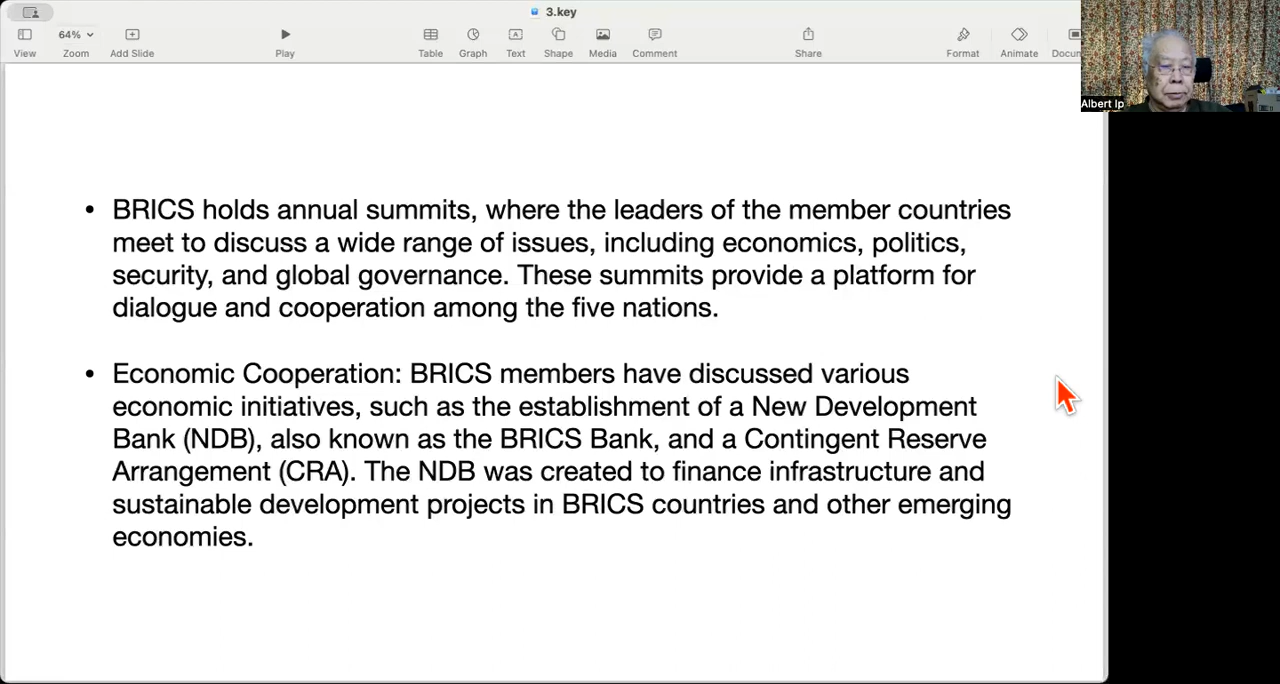 3.key
64%
View
Zoom
Add Slide
Play
Table
Graph
Text
Shape
Media
Comment
Share
Format
Animate
Docum
Albert Ip
• BRICS holds annual summits, where the leaders of the member countries
meet to discuss a wide range of issues, including economics, politics,
security, and global governance. These summits provide a platform for
dialogue and cooperation among the five nations.
• Economic Cooperation: BRICS members have discussed various
economic initiatives, such as the establishment of a New Development
Bank (NDB), also known as the BRICS Bank, and a Contingent Reserve
Arrangement (CRA). The NDB was created to finance infrastructure and
sustainable development projects in BRICS countries and other emerging
economies.